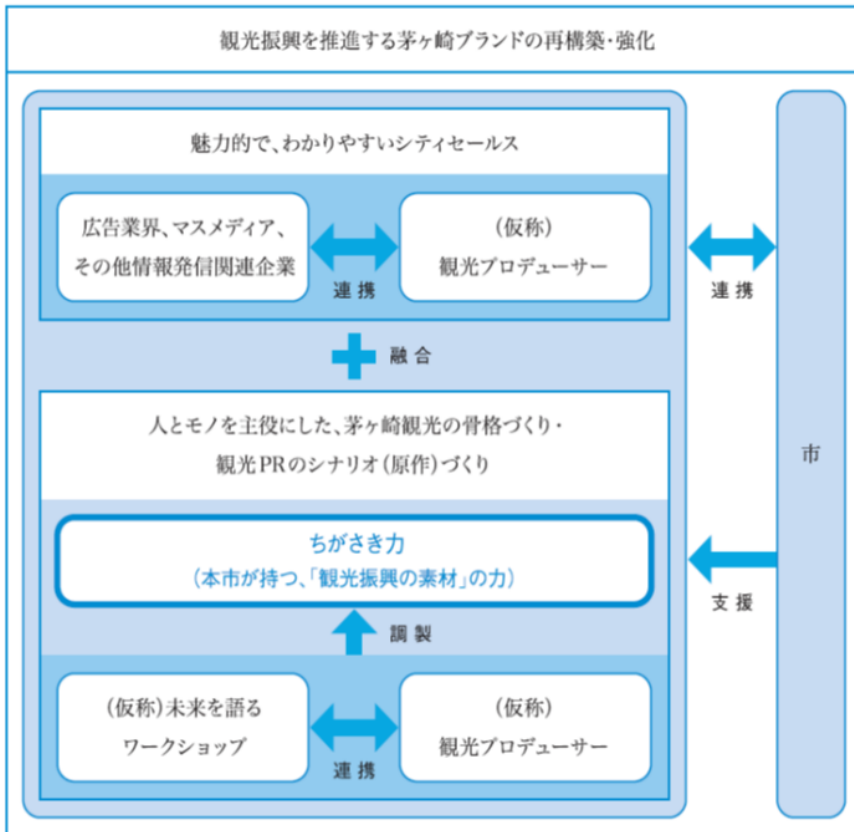 観光振興を推進する茅ヶ崎ブランドの再構築・強化
魅力的で、わかりやすいシティセールス
広告業界、マスメディア、
その他情報発信関連企業
連携
(仮称)
観光プロデューサー
連携
融合
人とモノを主役にした、茅ヶ崎観光の骨格づくり・
観光PRのシナリオ(原作)づくり
市
ちがさき力
(本市が持つ、「観光振興の素材」の力)
支援
調製
(仮称)未来を語る
ワークショップ
連携
(仮称)
観光プロデューサー